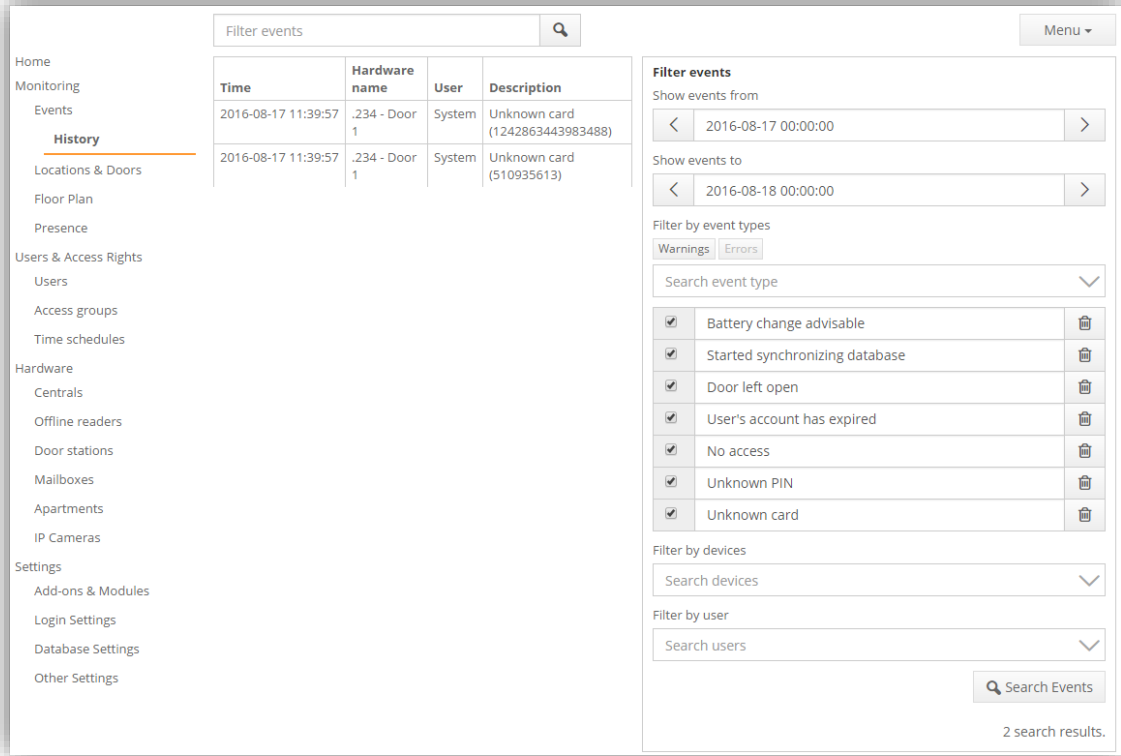 Filter events
Menu
Home
Monitoring
Events
History
Locations & Doors
Floor Plan
Presence
Users & Access Rights
Users
Access groups
Time schedules
Hardware
Centrals
Offline readers
Door stations
Mailboxes
Apartments
IP Cameras
Settings
Add-ons & Modules
Login Settings
Database Settings
Other Settings
Time Hardware name User Description
2016-08-17 11:39:57 .234 - Door 1 System Unknown card (1242863443983488)
2016-08-17 11:39:57 .234 - Door 1 System Unknown card (510935613)
Filter events
Show events from
2016-08-17 00:00:00
Show events to
2016-08-18 00:00:00
Filter by event types
Warnings Errors
Search event type
Battery change advisable
Started synchronizing database
Door left open
User's account has expired
No access
Unknown PIN
Unknown card
Filter by devices
Search devices
Filter by user
Search users
Search Events
2 search results.